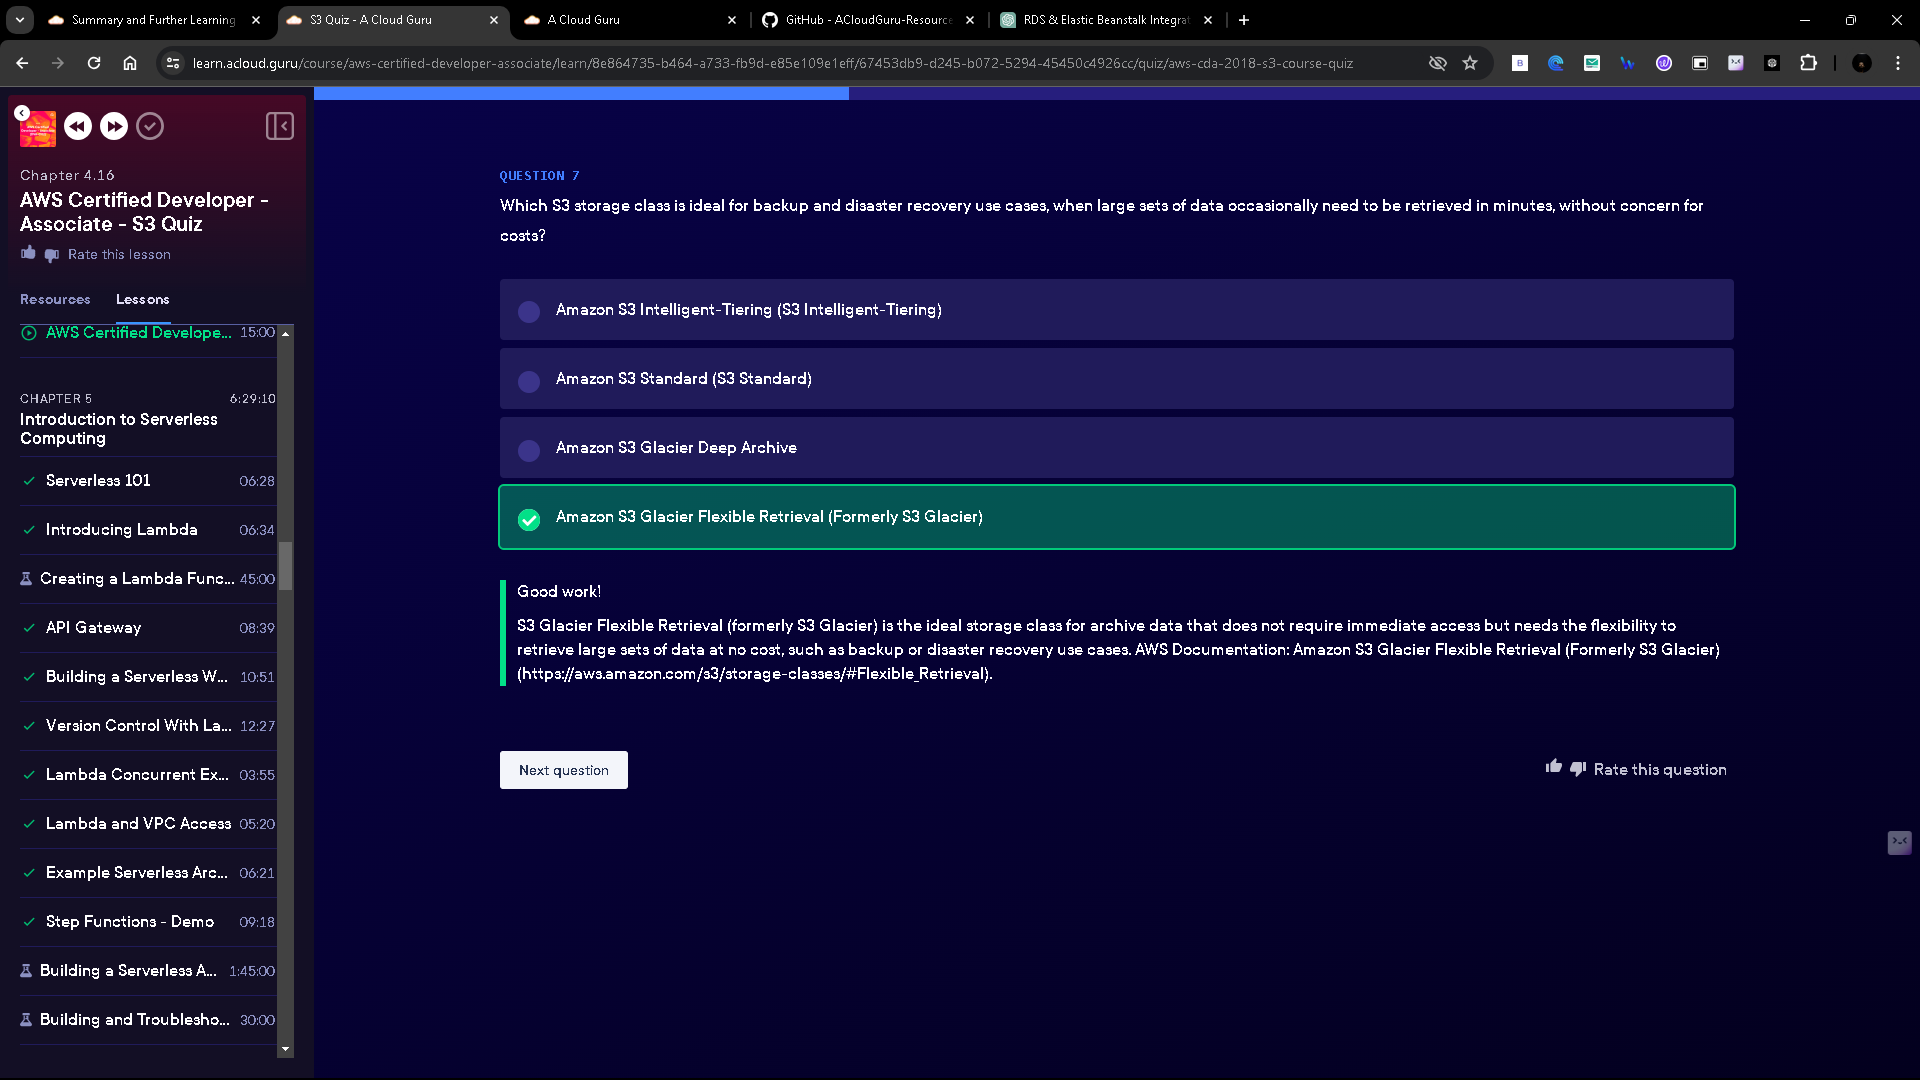 Summary and Further Learning
S3 Quiz - A Cloud Guru
A Cloud Guru
GitHub - ACloudGuru-Resource
RDS & Elastic Beanstalk Integrat
learn.acloud.guru/course/aws-certified-developer-associate/learn/8e864735-b464-a733-fb9d-e85e109e1eff/67453db9-d245-b072-5294-45450c4926cc/quiz/aws-cda-2018-s3-course-quiz
Chapter 4.16
AWS Certified Developer -
Associate - S3 Quiz
Rate this lesson
Resources
Lessons
AWS Certified Develope... 15:00
CHAPTER 5 6:29:10
Introduction to Serverless
Computing
Serverless 101 06:28
Introducing Lambda 06:34
Creating a Lambda Func... 45:00
API Gateway 08:39
Building a Serverless W... 10:51
Version Control With La... 12:27
Lambda Concurrent Ex... 03:55
Lambda and VPC Access 05:20
Example Serverless Arc... 06:21
Step Functions - Demo 09:18
Building a Serverless A... 1:45:00
Building and Troublesho... 30:00
QUESTION 7
Which S3 storage class is ideal for backup and disaster recovery use cases, when large sets of data occasionally need to be retrieved in minutes, without concern for
costs?
Amazon S3 Intelligent-Tiering (S3 Intelligent-Tiering)
Amazon S3 Standard (S3 Standard)
Amazon S3 Glacier Deep Archive
Amazon S3 Glacier Flexible Retrieval (Formerly S3 Glacier)
Good work!
S3 Glacier Flexible Retrieval (formerly S3 Glacier) is the ideal storage class for archive data that does not require immediate access but needs the flexibility to
retrieve large sets of data at no cost, such as backup or disaster recovery use cases. AWS Documentation: Amazon S3 Glacier Flexible Retrieval (Formerly S3 Glacier)
(https://aws.amazon.com/s3/storage-classes/#Flexible_Retrieval).
Next question
Rate this question